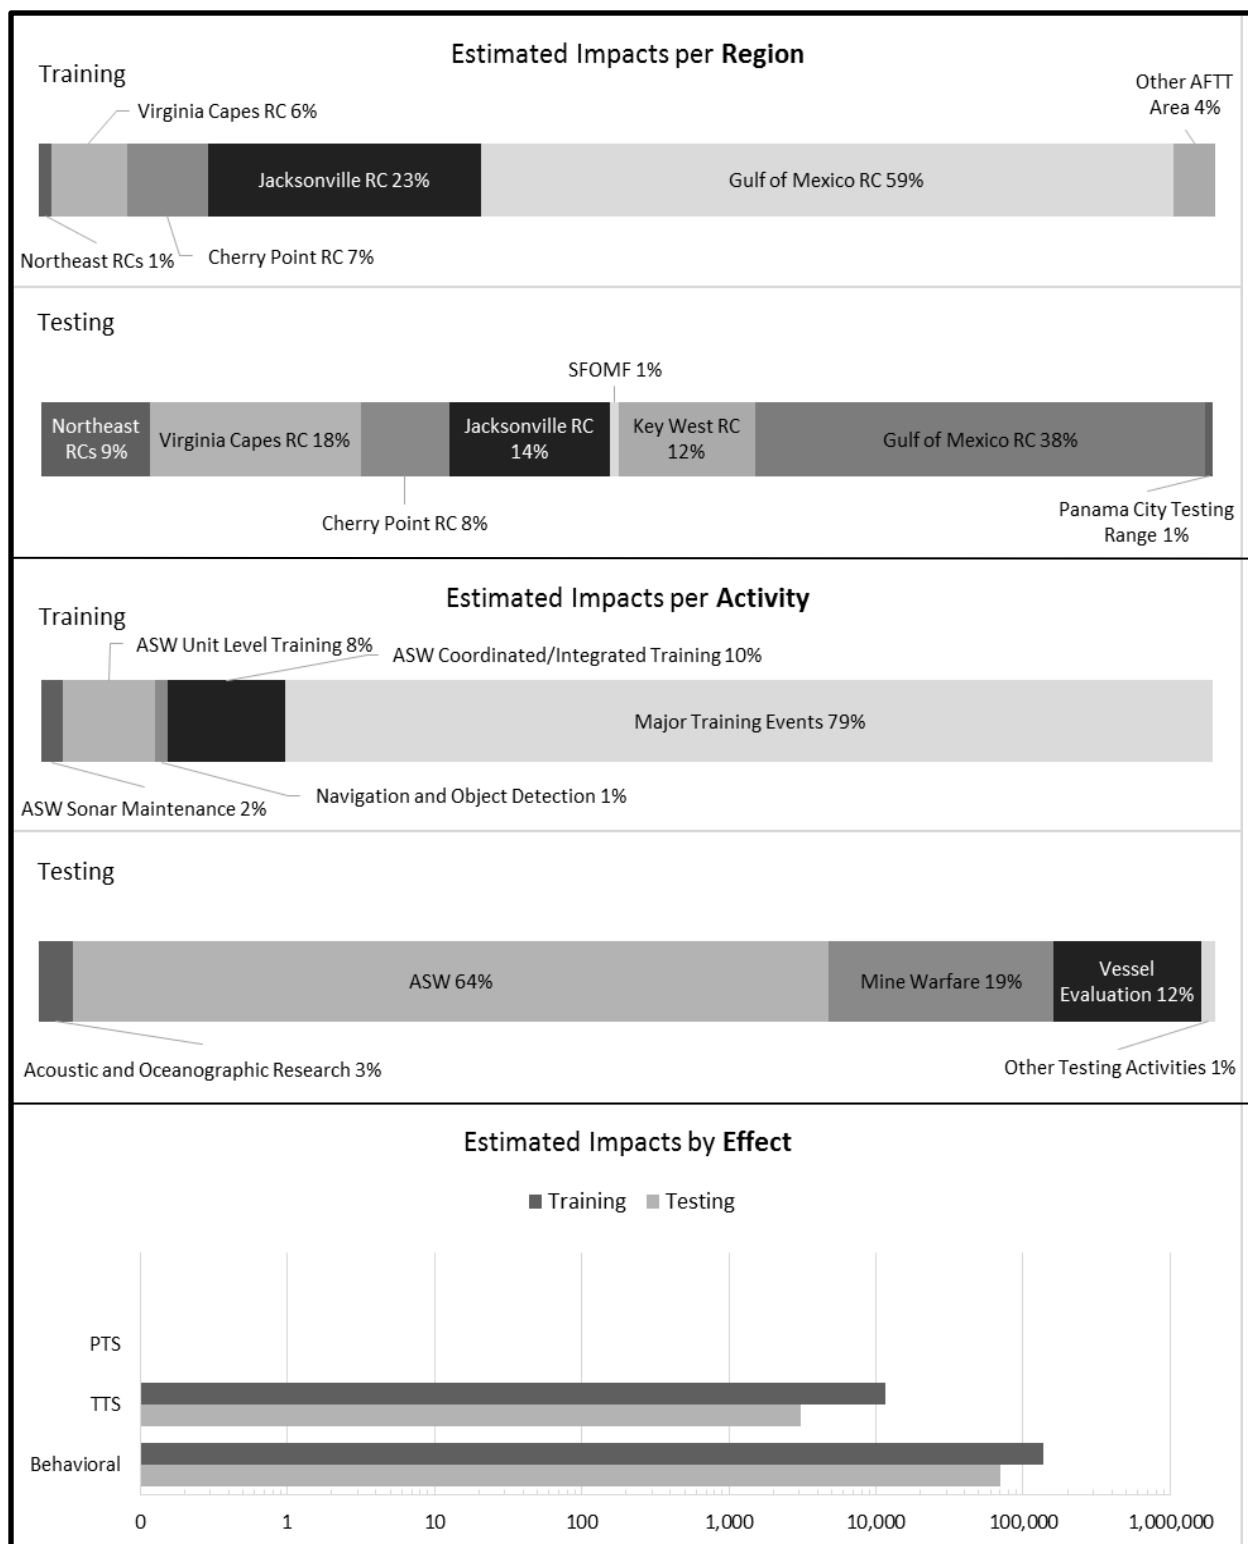 Estimated Impacts per Region
Training
Virginia Capes RC 6%
Other AFTT
Area 4%
Jacksonville RC 23%
Gulf of Mexico RC 59%
Northeast RCs 1%
Cherry Point RC 7%
Testing
SFOMF 1%
Northeast
RCs 9%
Virginia Capes RC 18%
Jacksonville RC
14%
Key West RC
12%
Gulf of Mexico RC 38%
Cherry Point RC 8%
Panama City Testing
Range 1%
Estimated Impacts per Activity
Training
ASW Unit Level Training 8%
ASW Coordinated/Integrated Training 10%
Major Training Events 79%
ASW Sonar Maintenance 2%
Navigation and Object Detection 1%
Testing
ASW 64%
Mine Warfare 19%
Vessel
Evaluation 12%
Acoustic and Oceanographic Research 3%
Other Testing Activities 1%
Estimated Impacts by Effect
Training
Testing
PTS
TTS
Behavioral
0 1 10 100 1,000 10,000 100,000 1,000,000